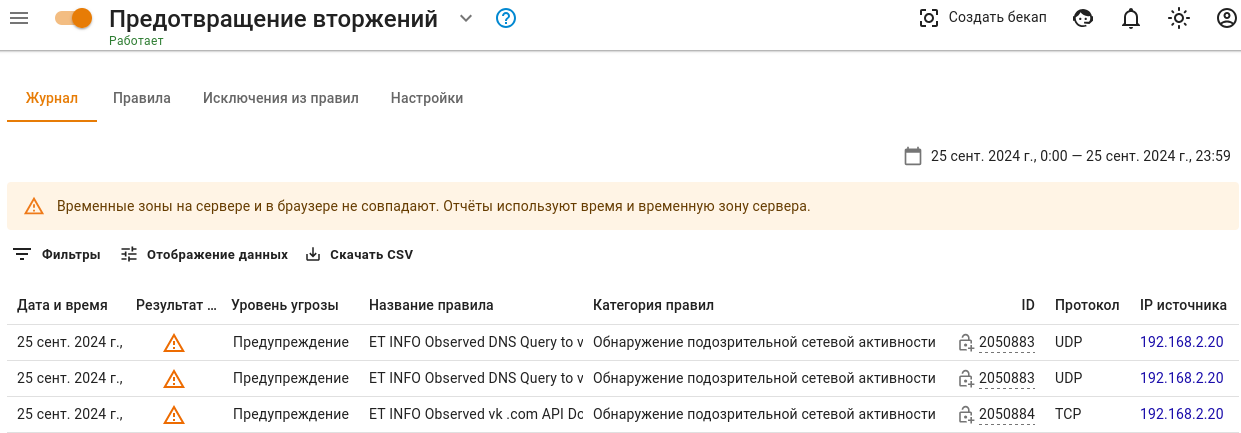 Предотвращение вторжений
Создать бекап
Работает
Журнал Правила Исключения из правил Настройки
25 сент. 2024 г., 0:00 — 25 сент. 2024 г., 23:59
Временные зоны на сервере и в браузере не совпадают. Отчёты используют время и временную зону сервера.
Фильтры Отображение данных Скачать CSV
Дата и время Результат ... Уровень угрозы Название правила Категория правил ID Протокол IP источника
25 сент. 2024 г., Предупреждение ET INFO Observed DNS Query to v Обнаружение подозрительной сетевой активности 2050883 UDP 192.168.2.20
25 сент. 2024 г., Предупреждение ET INFO Observed DNS Query to v Обнаружение подозрительной сетевой активности 2050883 UDP 192.168.2.20
25 сент. 2024 г., Предупреждение ET INFO Observed vk .com API Do Обнаружение подозрительной сетевой активности 2050884 TCP 192.168.2.20